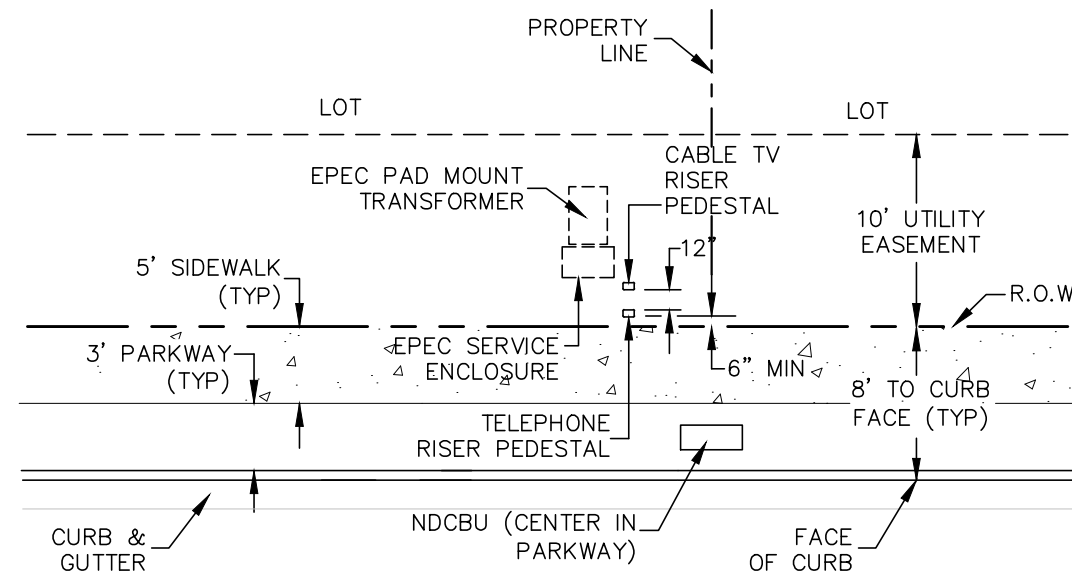 PROPERTY
LINE
LOT
LOT
CABLE TV
RISER
PEDESTAL
EPEC PAD MOUNT
TRANSFORMER
10' UTILITY
EASEMENT
12"
5' SIDEWALK
(TYP)
R.O.W
3' PARKWAY
(TYP)
EPEC SERVICE
ENCLOSURE
6" MIN
8' TO CURB
FACE (TYP)
TELEPHONE
RISER PEDESTAL
NDCBU (CENTER IN
PARKWAY)
CURB &
GUTTER
FACE
OF CURB